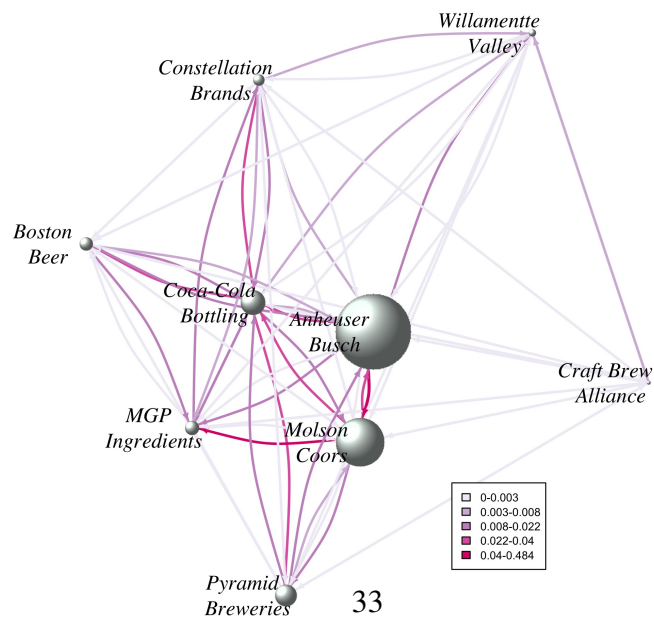 Willamentte
Valley
Constellation
Brands
Boston
Beer
Coca-Cola
Bottling
Anheuser
Busch
Craft Brew
Alliance
MGP
Ingredients
Molson
Coors
0-0.003
0.003-0.008
0.008-0.022
0.022-0.04
0.04-0.484
Pyramid
Breweries
33